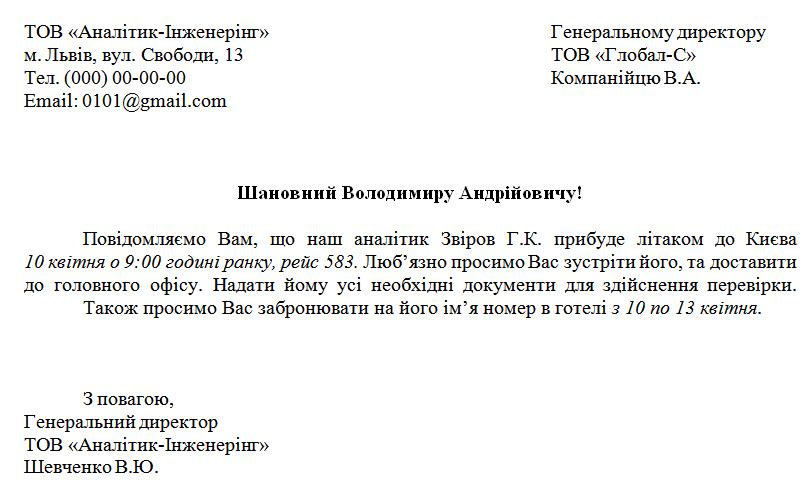 ТОВ «Аналітик-Інженерінг»
м. Львів, вул. Свободи, 13
Тел. (000) 00-00-00
Email: 0101@gmail.com
Генеральному директору
ТОВ «Глобал-С»
Компанійцю В.А.
Шановний Володимиру Андрійовичу!
Повідомляємо Вам, що наш аналітик Звіров Г.К. прибуде літаком до Києва
10 квітня о 9:00 годині ранку, рейс 583. Люб’язно просимо Вас зустріти його, та доставити
до головного офісу. Надати йому усі необхідні документи для здійснення перевірки.
Також просимо Вас забронювати на його ім’я номер в готелі з 10 по 13 квітня.
З повагою,
Генеральний директор
ТОВ «Аналітик-Інженерінг»
Шевченко В.Ю.